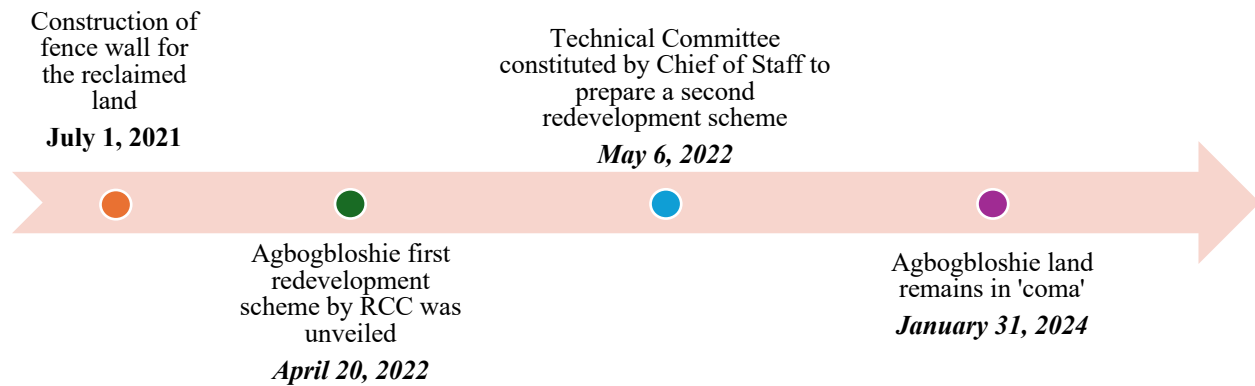 Construction of
fence wall for
the reclaimed
land
July 1, 2021
Agbogbloshie first
redevelopment
scheme by RCC was
unveiled
April 20, 2022
Technical Committee
constituted by Chief of Staff to
prepare a second
redevelopment scheme
May 6, 2022
Agbogbloshie land
remains in 'coma'
January 31, 2024